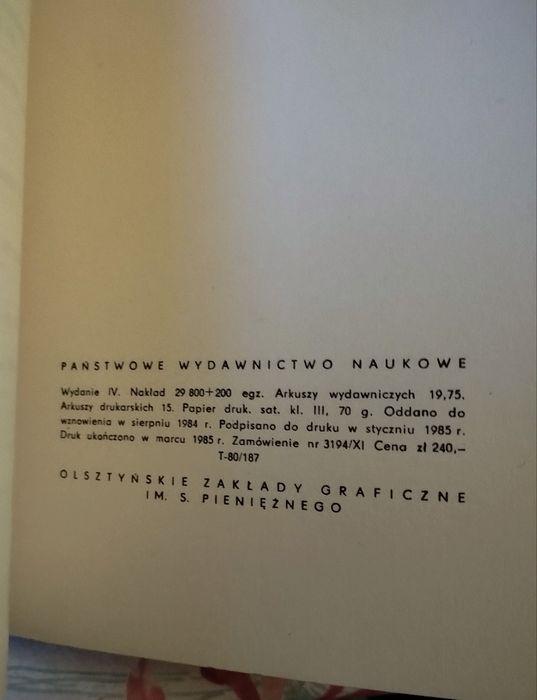 PAŃSTWOWE WYDAWNICTWO NAUKOWE
Wydanie IV. Nakład 29 800+200 egz. Arkuszy wydawniczych 19,75.
Arkuszy drukarskich 15. Papier druk. sat. kl. III, 70 g. Oddano do
wznowienia w sierpniu 1984 r. Podpisano do druku w styczniu 1985 r.
Druk ukończono w marcu 1985 r. Zamówienie nr 3194/XI Cena zł 240,—
T-80/187
OLSZTYŃSKIE ZAKŁADY GRAFICZNE
IM. S. PIENIĘŻNEGO